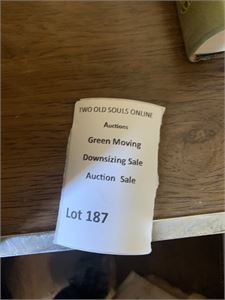 TWO OLD SOULS ONLINE
Auctions
Green Moving
Downsizing Sale
Auction Sale
Lot 187